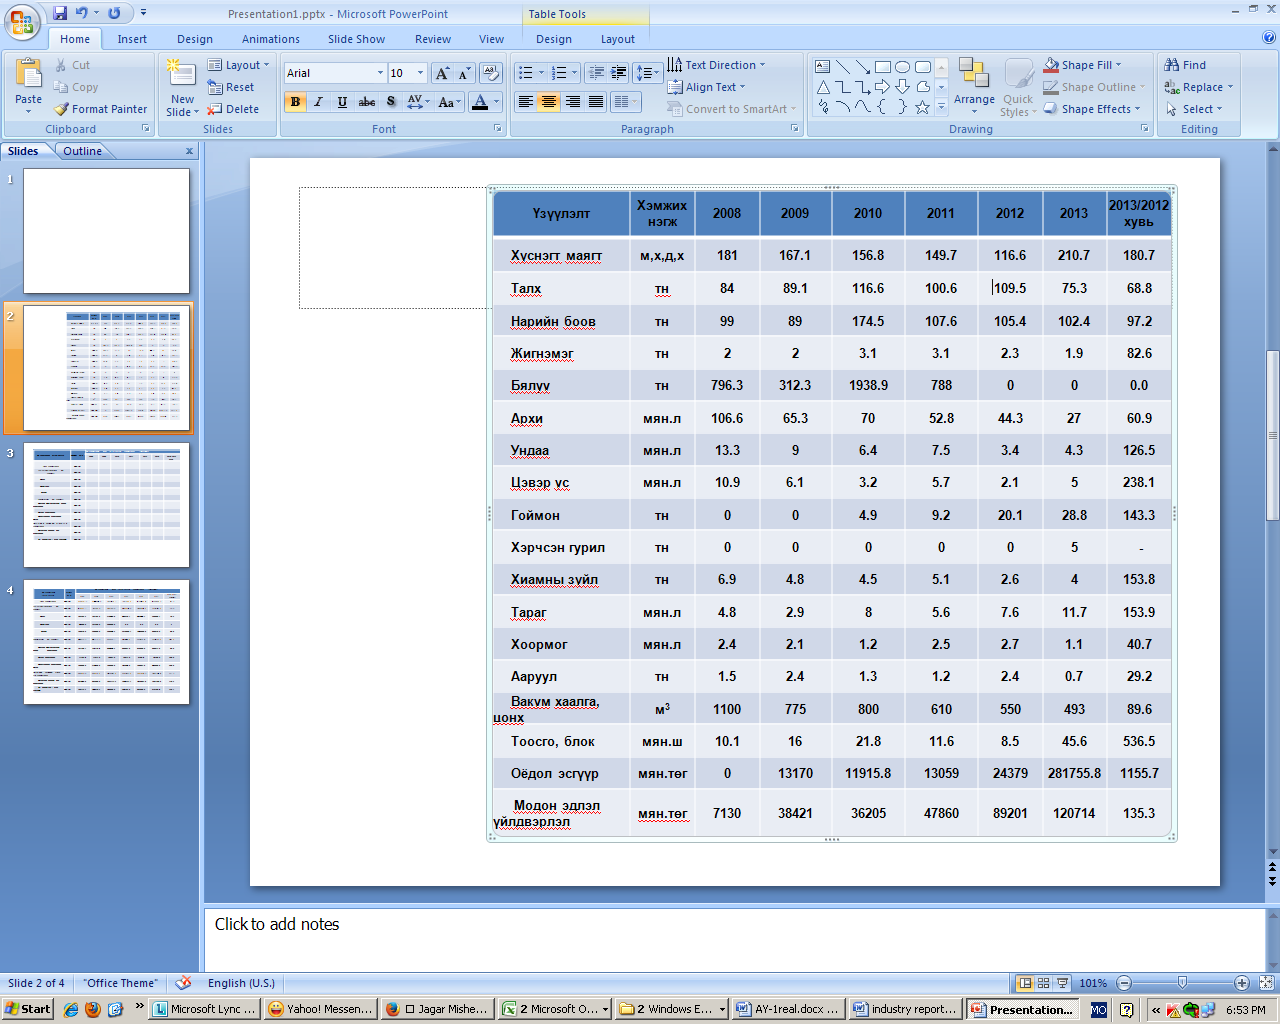 Presentation1.pptx - Microsoft PowerPoint
Table Tools
Home Insert Design Animations Slide Show Review View Design Layout
Paste
Cut
Copy
Format Painter
Clipboard
New
Slide
Layout
Reset
Delete
Slides
Arial 10
B I U abc S AV Aa A
Font
Text Direction
Align Text
Convert to SmartArt
Paragraph
Arrange
Quick
Styles
Shape Fill
Shape Outline
Shape Effects
Drawing
Find
Replace
Select
Editing
Slides Outline x
1
2
3
4
Үзүүлэлт Хэмжих нэгж 2008 2009 2010 2011 2012 2013 2013/2012 хувь
Хүснэгт маягт м,х,д,х 181 167.1 156.8 149.7 116.6 210.7 180.7
Талх тн 84 89.1 116.6 100.6 109.5 75.3 68.8
Нарийн боов тн 99 89 174.5 107.6 105.4 102.4 97.2
Жигнэмэг тн 2 2 3.1 3.1 2.3 1.9 82.6
Бялуу тн 796.3 312.3 1938.9 788 0 0 0.0
Архи мян.л 106.6 65.3 70 52.8 44.3 27 60.9
Ундаа мян.л 13.3 9 6.4 7.5 3.4 4.3 126.5
Цэвэр ус мян.л 10.9 6.1 3.2 5.7 2.1 5 238.1
Гоймон тн 0 0 4.9 9.2 20.1 28.8 143.3
Хэрчсэн гурил тн 0 0 0 0 0 5 -
Хиамны зүйл тн 6.9 4.8 4.5 5.1 2.6 4 153.8
Тараг мян.л 4.8 2.9 8 5.6 7.6 11.7 153.9
Хоормог мян.л 2.4 2.1 1.2 2.5 2.7 1.1 40.7
Ааруул тн 1.5 2.4 1.3 1.2 2.4 0.7 29.2
Вакум хаалга,
цонх м3 1100 775 800 610 550 493 89.6
Тоосго, блок мян.ш 10.1 16 21.8 11.6 8.5 45.6 536.5
Оёдол эсгүүр мян.төг 0 13170 11915.8 13059 24379 281755.8 1155.7
Модон эдлэл
үйлдвэрлэл мян.төг 7130 38421 36205 47860 89201 120714 135.3
Click to add notes
Slide 2 of 4 "Office Theme" English (U.S.) 101%
Start Microsoft Lync ... Yahoo! Messen... Jagar Mishe... 2 Microsoft O... 2 Windows E... AY-1real.docx ... industry report... Presentation... MO 6:53 PM